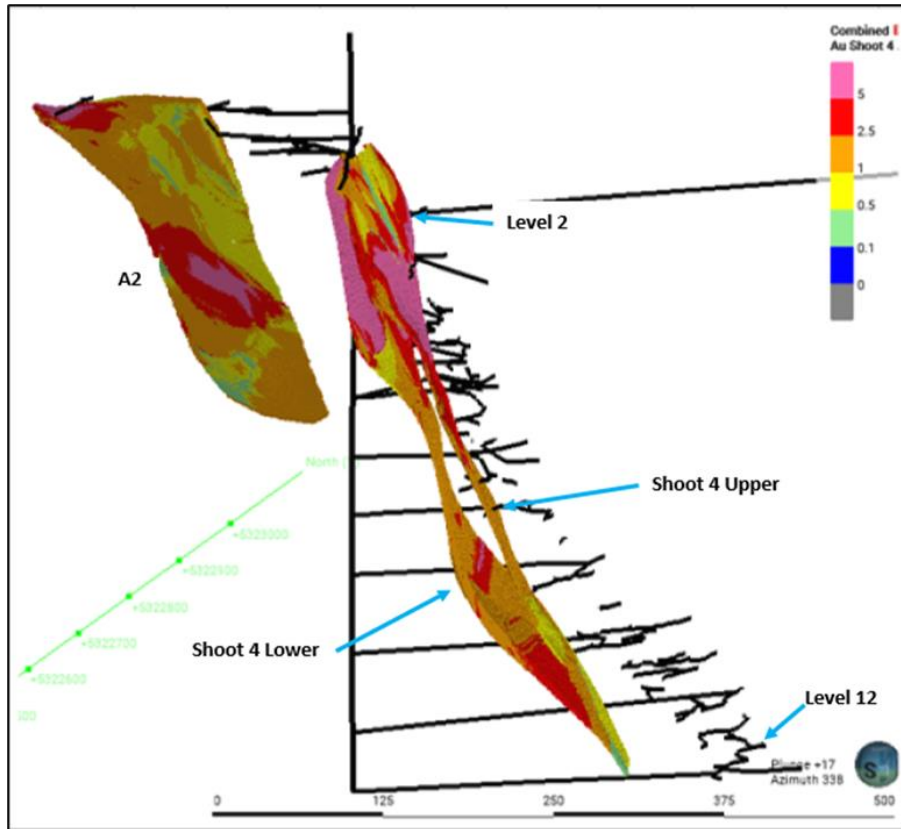 Combined
Au Shoot 4
5
2.5
1
0.5
0.1
0
Level 2
A2
North (
+5323000
+5322900
+5322800
+5322700
+5322600
Shoot 4 Upper
Shoot 4 Lower
Level 12
Plunge +17
Azimuth 338
S
0
125
250
375
500